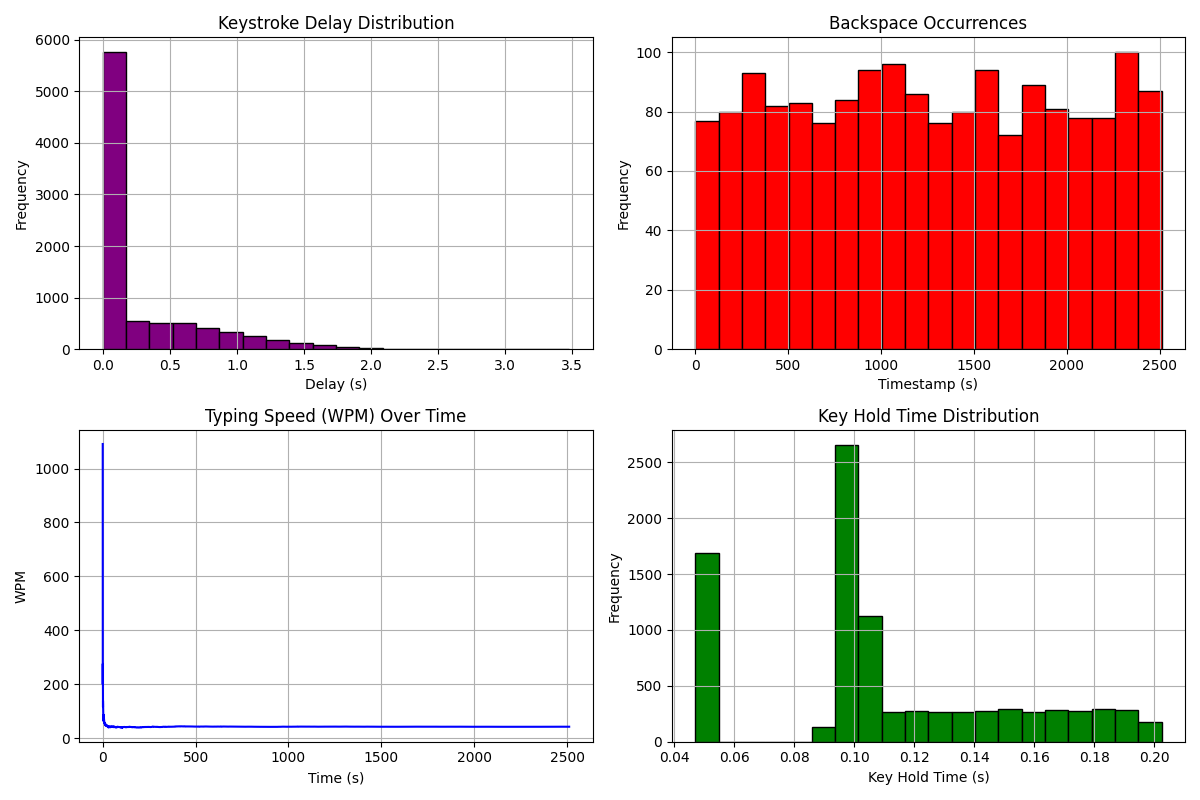 Keystroke Delay Distribution
Frequency
6000
5000
4000
3000
2000
1000
0
0.0 0.5 1.0 1.5 2.0 2.5 3.0 3.5
Delay (s)
Backspace Occurrences
Frequency
100
80
60
40
20
0
0 500 1000 1500 2000 2500
Timestamp (s)
Typing Speed (WPM) Over Time
WPM
1000
800
600
400
200
0
0 500 1000 1500 2000 2500
Time (s)
Key Hold Time Distribution
Frequency
2500
2000
1500
1000
500
0
0.04 0.06 0.08 0.10 0.12 0.14 0.16 0.18 0.20
Key Hold Time (s)